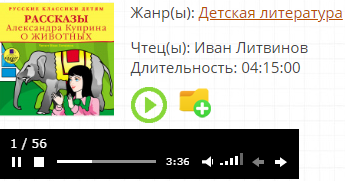 РУССКИЕ КЛАССИКИ ДЕТЯМ
РАССКАЗЫ
Александра Куприна
О ЖИВОТНЫХ
Жанр(ы): Детская литература
Чтец(ы): Иван Литвинов
Длительность: 04:15:00
1 / 56
3:36